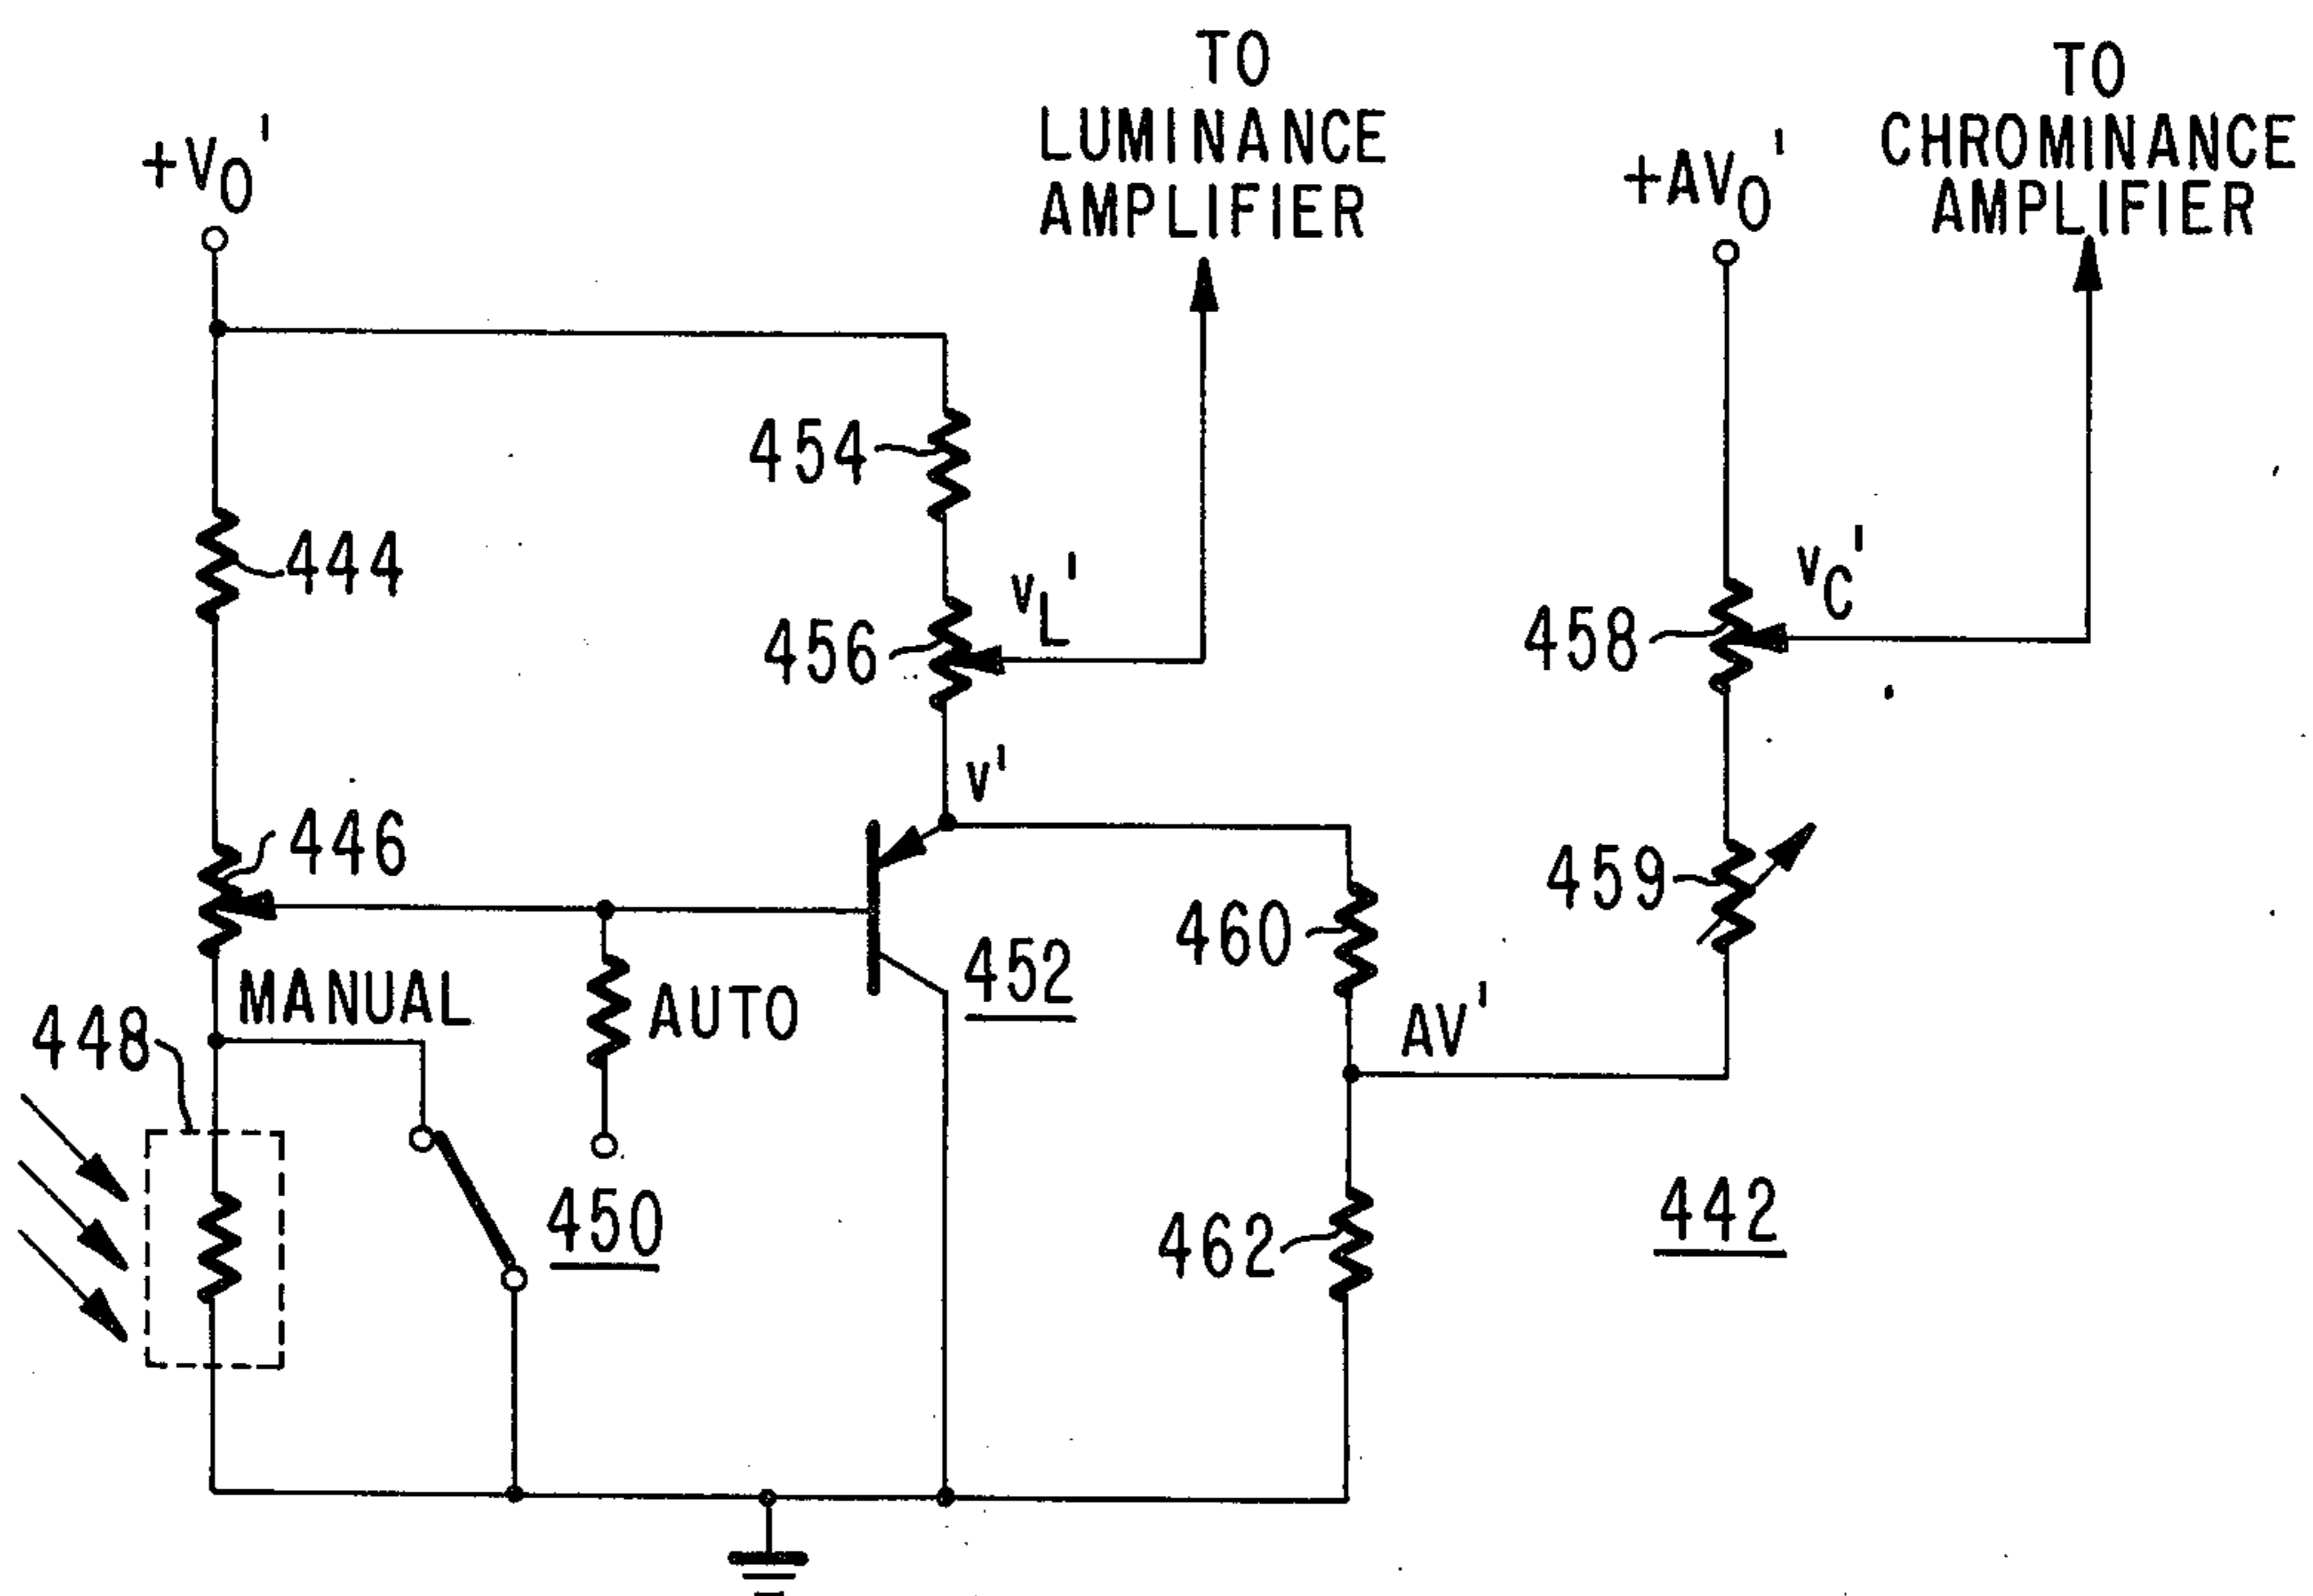 TO
LUMINANCE
AMPLIFIER
TO
CHROMINANCE
AMPLIFIER
+V0'
+AV0'
454
444
VL'
VC'
456
458
V'
446
459
460
452
MANUAL
AUTO
448
AV'
450
462
442